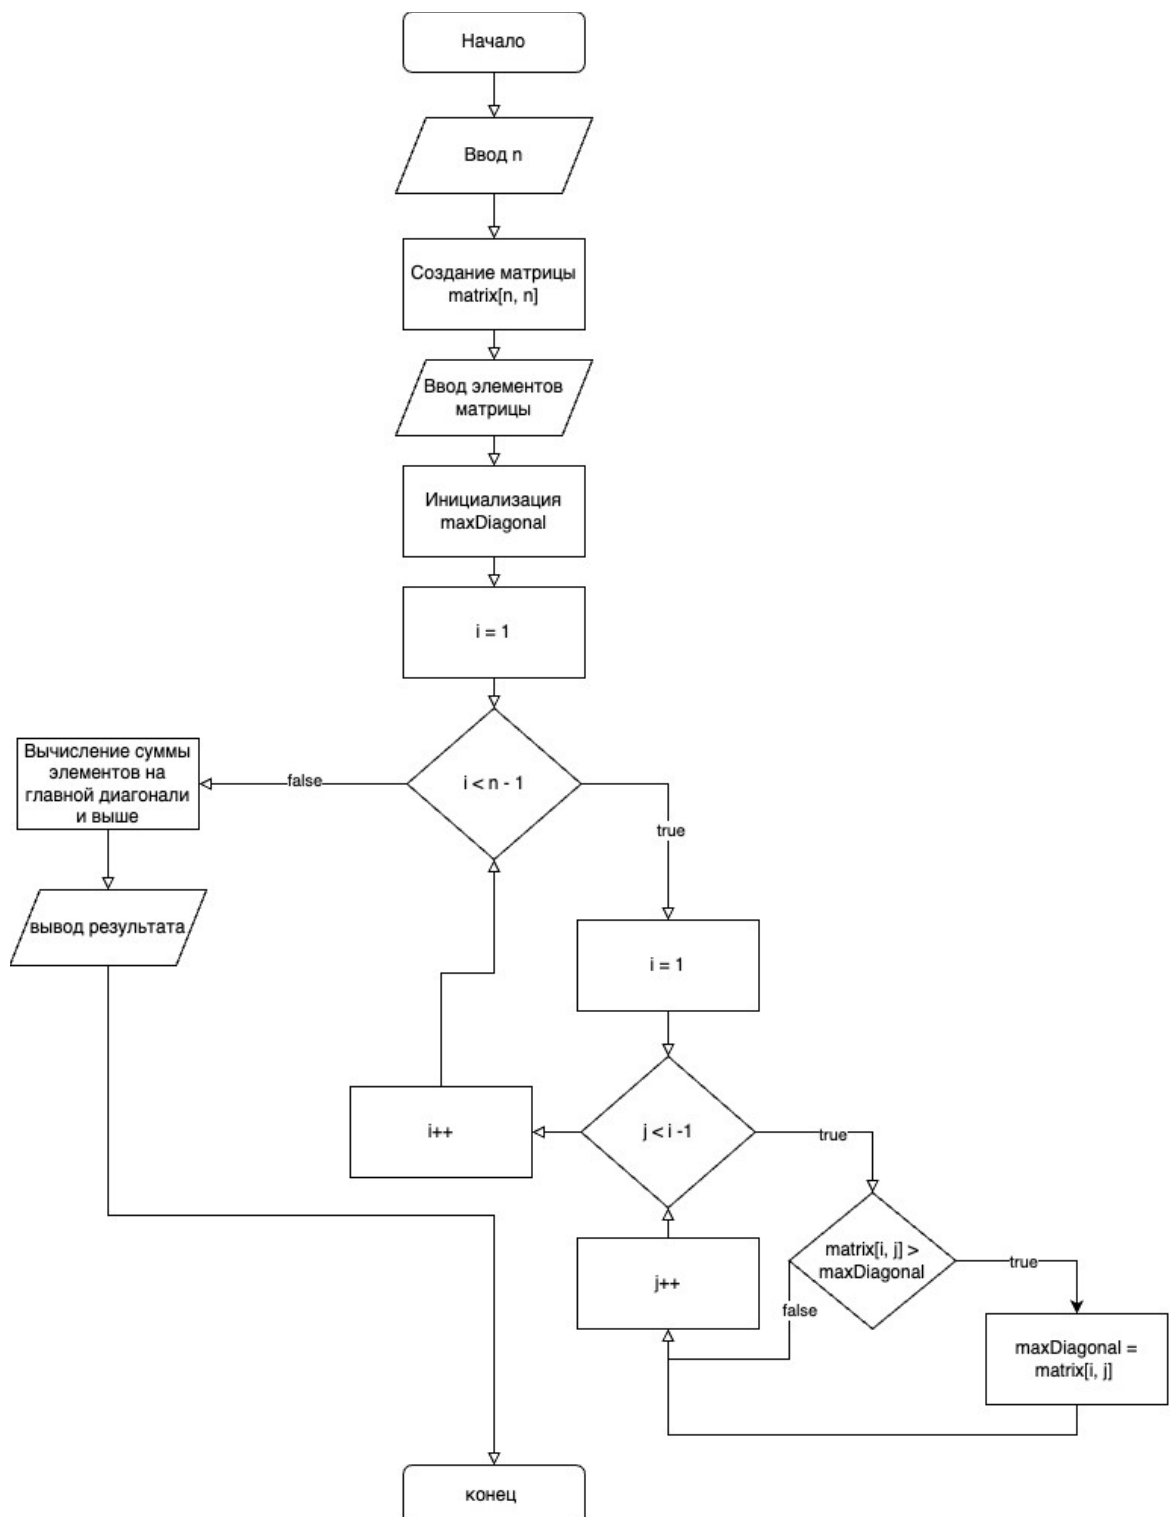 Начало
Ввод n
Создание матрицы
matrix[n, n]
Ввод элементов
матрицы
Инициализация
maxDiagonal
i = 1
i < n - 1
false
true
Вычисление суммы
элементов на
главной диагонали
и выше
вывод результата
i = 1
j < i -1
true
i++
matrix[i, j] >
maxDiagonal
true
false
j++
maxDiagonal =
matrix[i, j]
конец